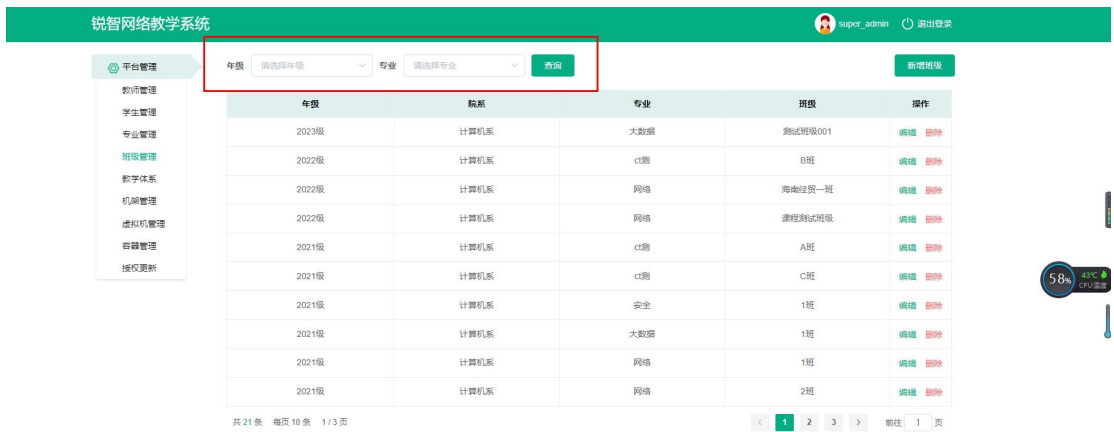 锐智网络教学系统 super_admin 退出登录
平台管理
教师管理
学生管理
专业管理
班级管理
教学体系
机架管理
虚拟机管理
容器管理
授权更新
年级 请选择年级 专业 请选择专业 查询 新增班级
年级 院系 专业 班级 操作
2023级 计算机系 大数据 测试班级001 编辑 删除
2022级 计算机系 ct测 B班 编辑 删除
2022级 计算机系 网络 海南经贸一班 编辑 删除
2022级 计算机系 网络 课程测试班级 编辑 删除
2021级 计算机系 ct测 A班 编辑 删除
2021级 计算机系 ct测 C班 编辑 删除
2021级 计算机系 安全 1班 编辑 删除
2021级 计算机系 大数据 1班 编辑 删除
2021级 计算机系 网络 1班 编辑 删除
2021级 计算机系 网络 2班 编辑 删除
共 21 条 每页 10 条 1 / 3 页 < 1 2 3 > 前往 1 页
58% 43°C
CPU温度